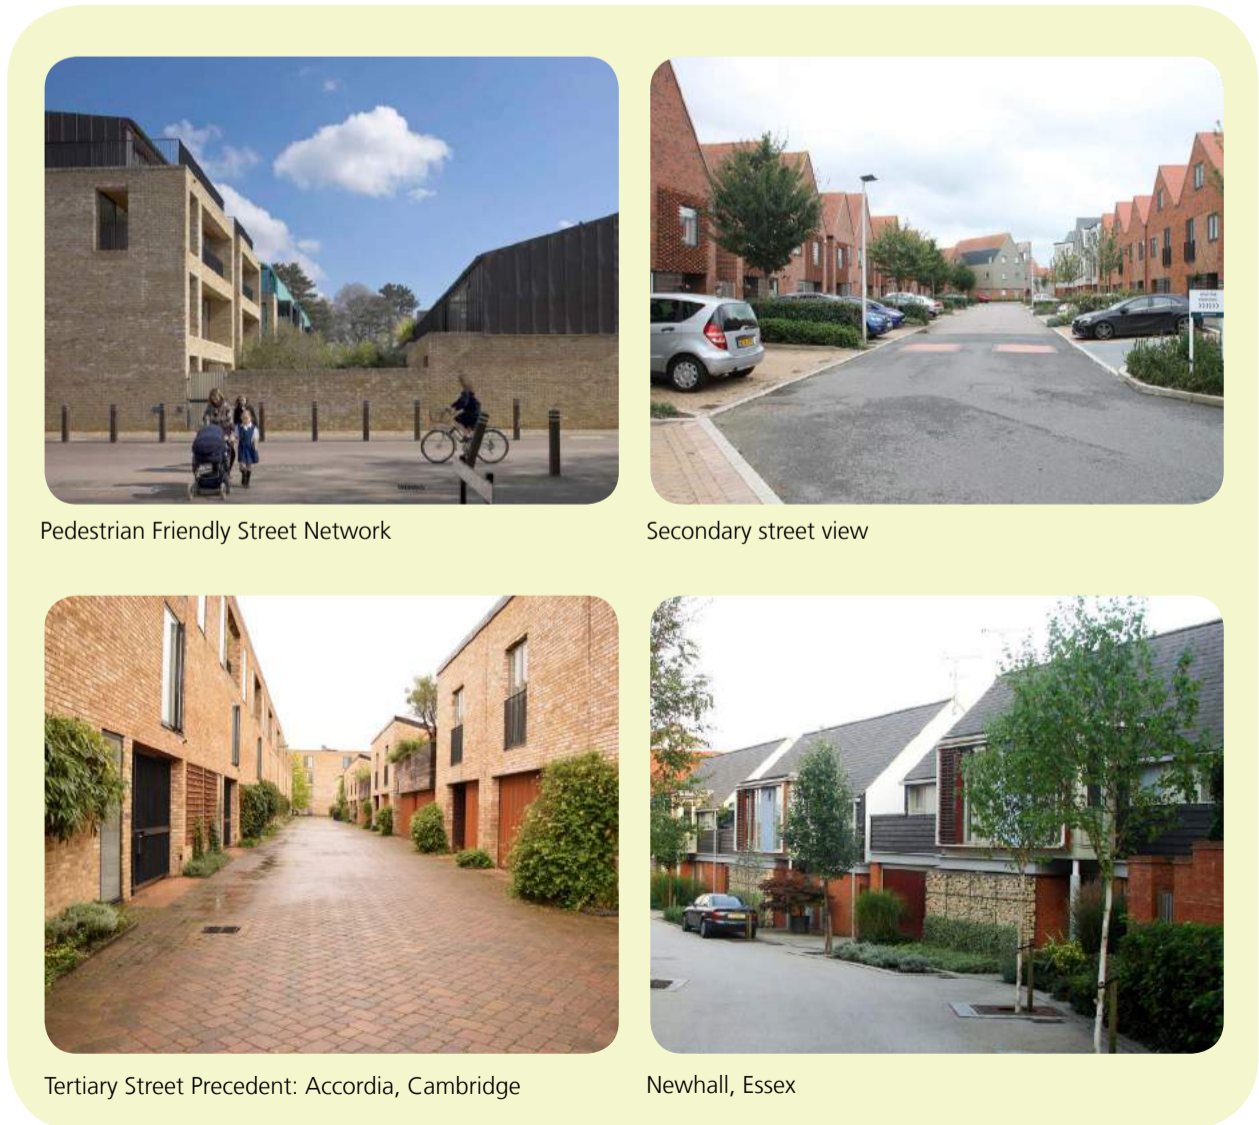 Pedestrian Friendly Street Network
Secondary street view
Tertiary Street Precedent: Accordia, Cambridge
Newhall, Essex